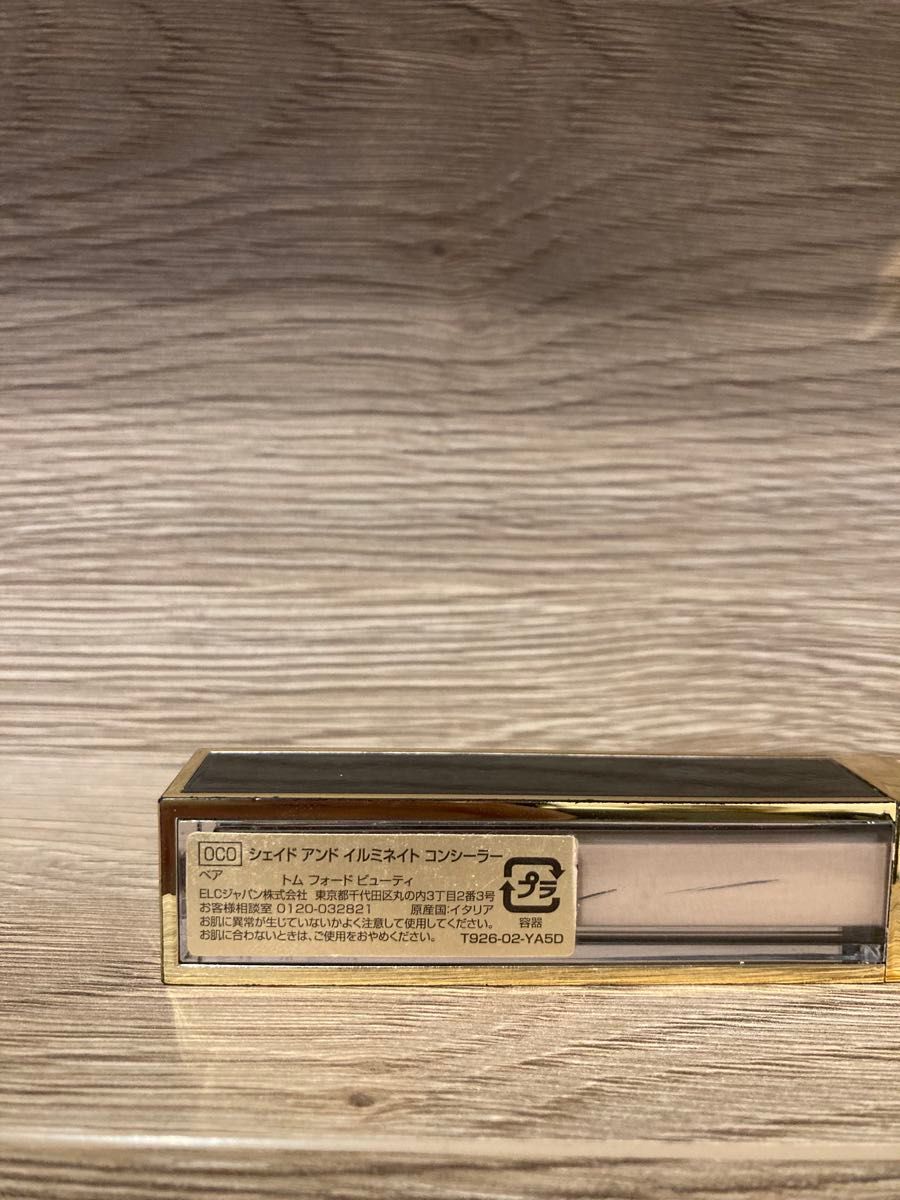 0C0 シェイド アンド イルミネイト コンシーラー
ベア
トム フォード ビューティ
ELCジャパン株式会社 東京都千代田区丸の内3丁目2番3号
お客様相談室 0120-032821 原産国:イタリア
お肌に異常が生じていないかよく注意して使用してください。
お肌に合わないときは、ご使用をおやめください。 T926-02-YA5D
プラ
容器